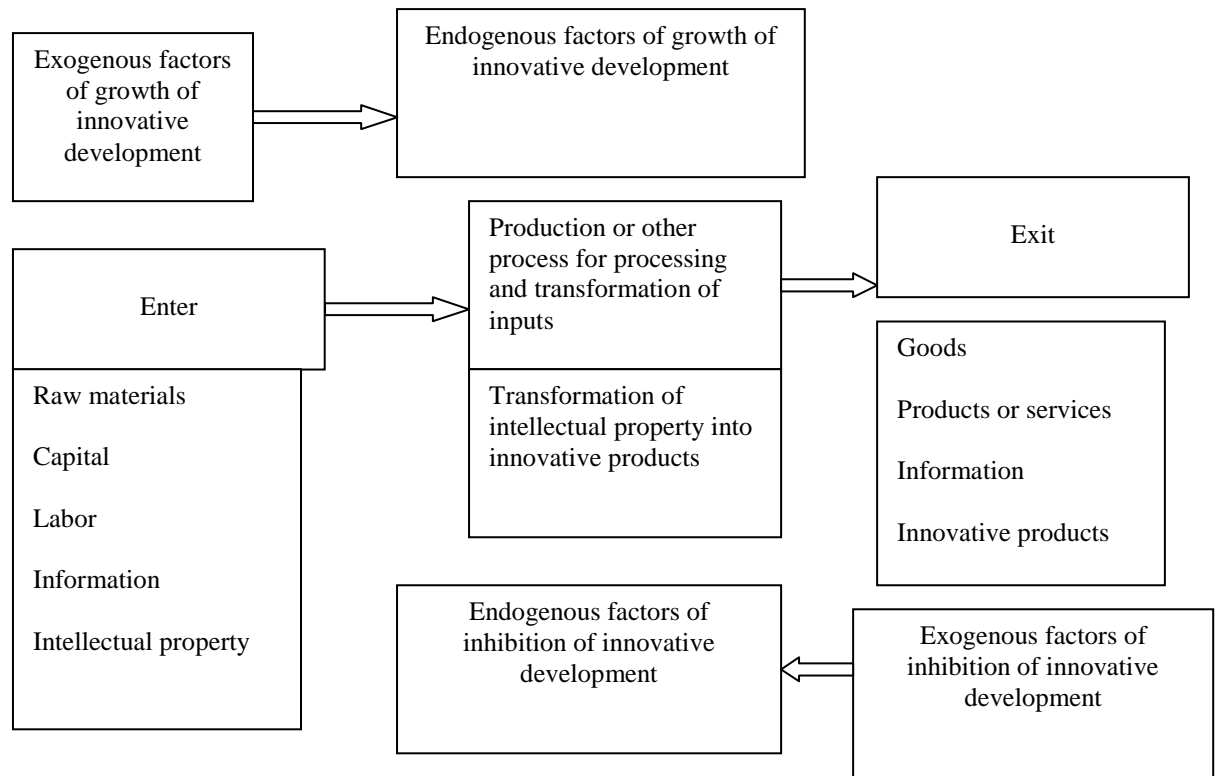 Exogenous factors
of growth of
innovative
development
Endogenous factors of growth of
innovative development
Enter
Raw materials
Capital
Labor
Information
Intellectual property
Production or other
process for processing
and transformation of
inputs
Transformation of
intellectual property into
innovative products
Exit
Goods
Products or services
Information
Innovative products
Endogenous factors of
inhibition of innovative
development
Exogenous factors of
inhibition of innovative
development